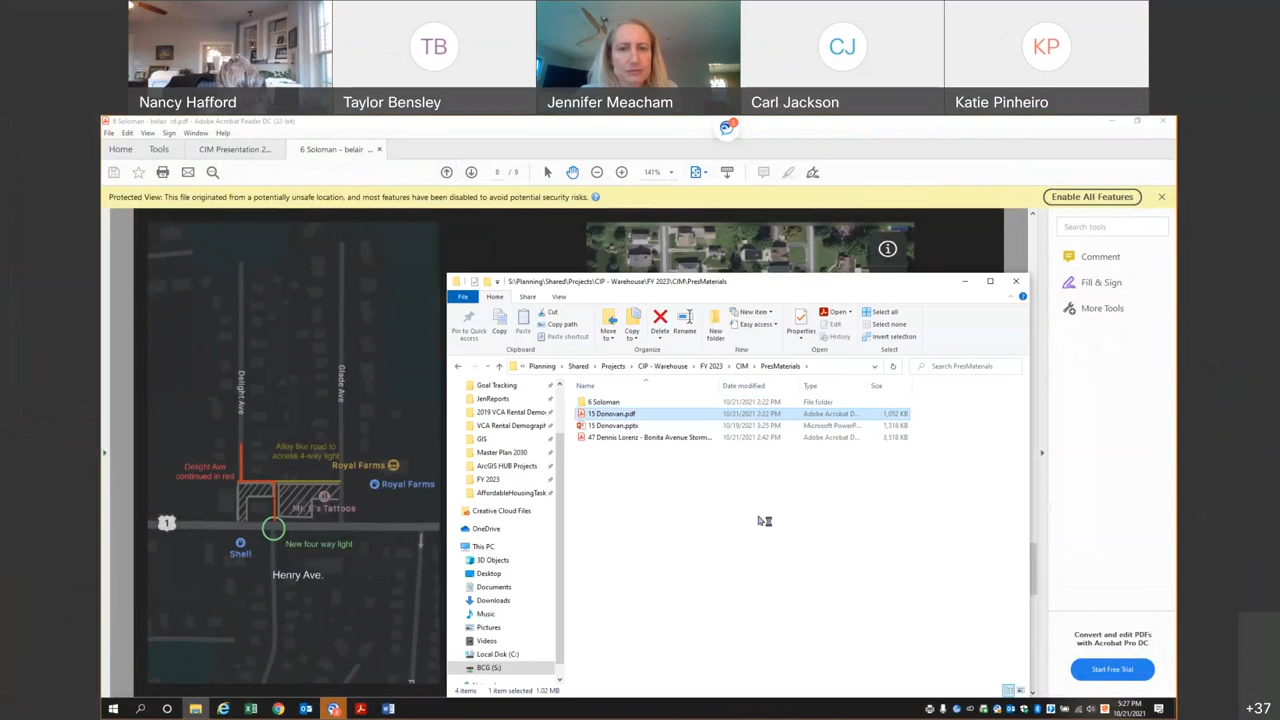 TB
CJ
KP
Nancy Hafford
Taylor Bensley
Jennifer Meacham
Carl Jackson
Katie Pinheiro
6 Soloman - belair rd.pdf - Adobe Acrobat Reader DC (32-bit)
File Edit View Sign Window Help
Home Tools CIM Presentation 2... 6 Soloman - belair ...
8 / 9 141%
Protected View: This file originated from a potentially unsafe location, and most features have been disabled to avoid potential security risks.
Enable All Features
Search tools
Comment
Fill & Sign
More Tools
Convert and edit PDFs
with Acrobat Pro DC
Start Free Trial
Delight Ave
Glade Ave
Alloy like road to
access 4-way light
Royal Farms
Delight Ave
continued in red
Royal Farms
Mr. E's Tattoos
1
Shell
New four way light
Henry Ave.
S:\Planning\Shared\Projects\CIP - Warehouse\FY 2023\CIM\PresMaterials
File Home Share View
Pin to Quick
access
Copy
Paste
Cut
Copy path
Paste shortcut
Clipboard
Move
to
Copy
to
Delete
Rename
Organize
New
folder
New item
Easy access
New
Properties
Open
Edit
History
Open
Select all
Select none
Invert selection
Select
Planning Shared Projects CIP - Warehouse FY 2023 CIM PresMaterials
Search PresMaterials
Name Date modified Type Size
6 Soloman 10/21/2021 2:22 PM File folder
15 Donovan.pdf 10/21/2021 2:22 PM Adobe Acrobat D... 1,052 KB
15 Donovan.pptx 10/19/2021 3:25 PM Microsoft PowerP... 1,318 KB
47 Dennis Lorenz - Bonita Avenue Storm... 10/21/2021 2:42 PM Adobe Acrobat D... 3,518 KB
Goal Tracking
JenReports
2019 VCA Rental Demo
VCA Rental Demograph
GIS
Master Plan 2030
ArcGIS HUB Projects
FY 2023
AffordableHousingTask
Creative Cloud Files
OneDrive
This PC
3D Objects
Desktop
Documents
Downloads
Music
Pictures
Videos
Local Disk (C:)
BCG (S:)
4 items 1 item selected 1.02 MB
5:27 PM
10/21/2021
+37